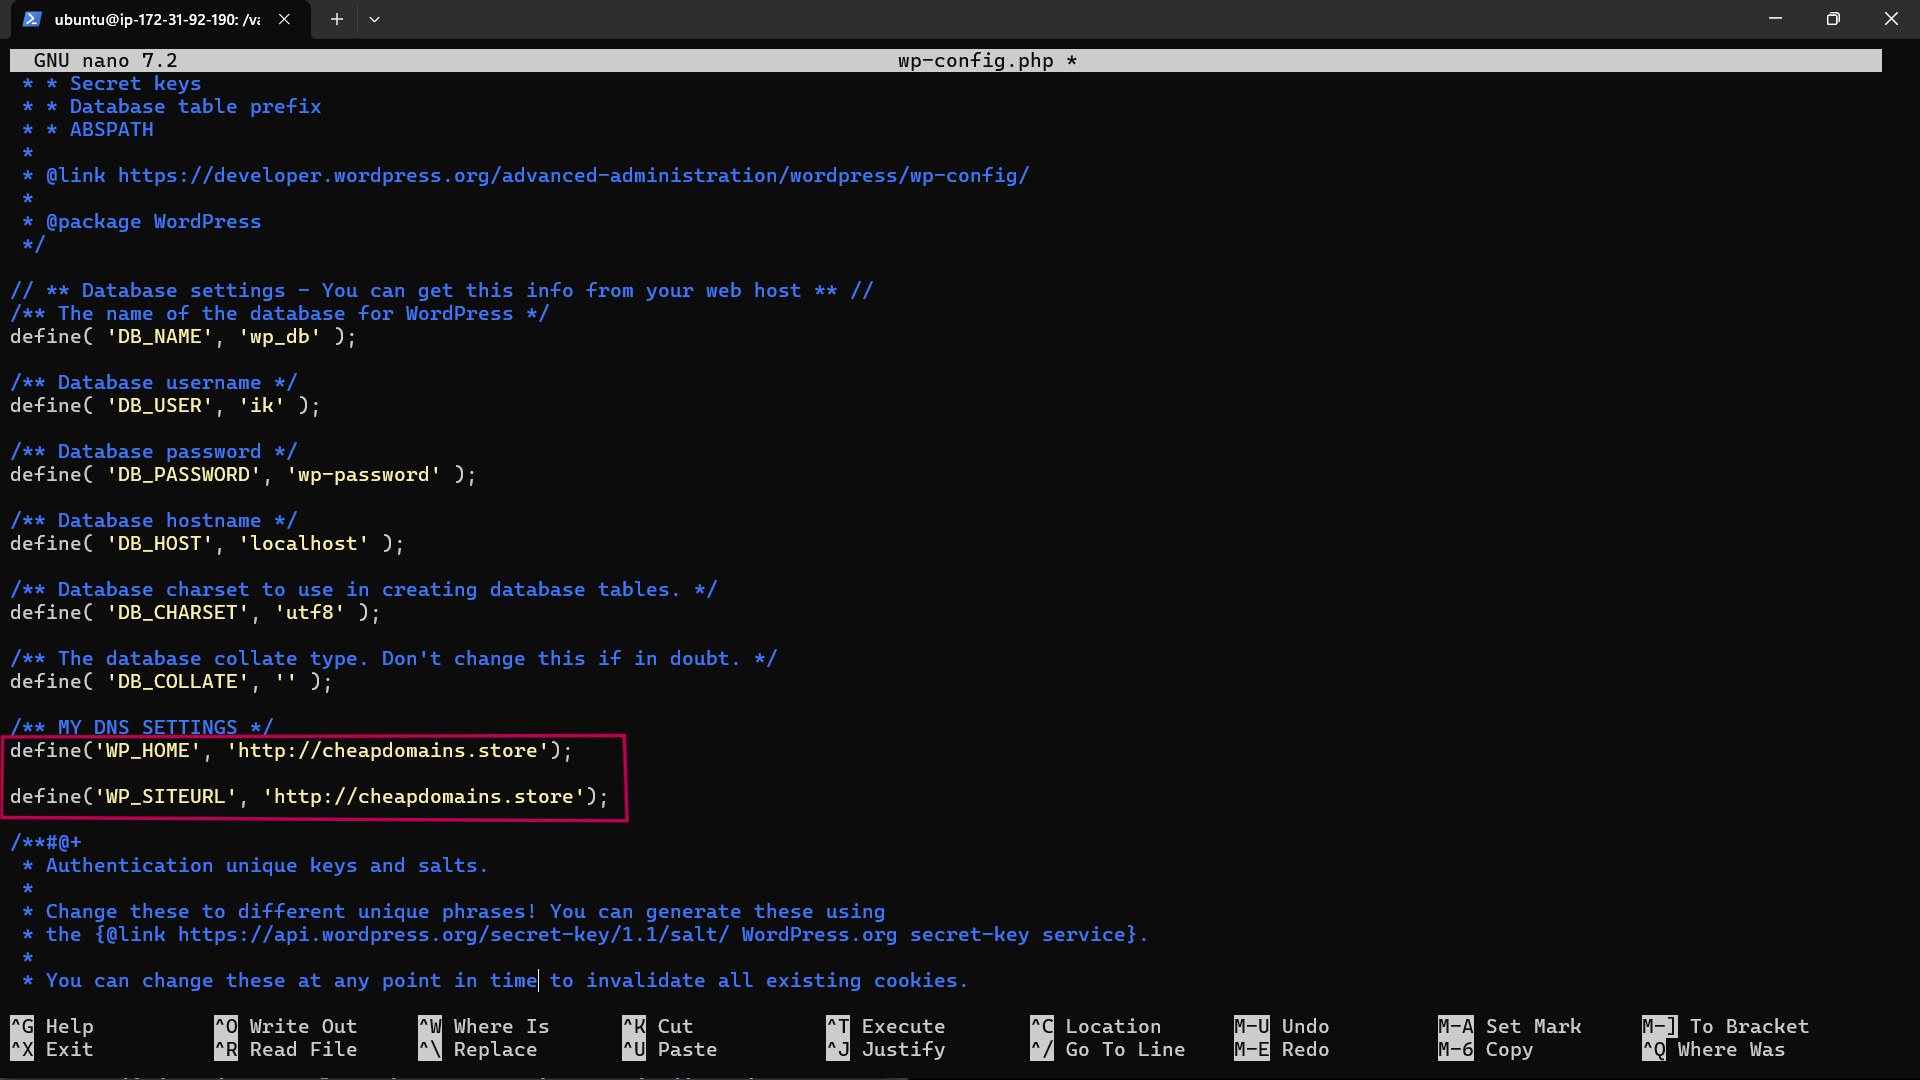 ubuntu@ip-172-31-92-190: /va
GNU nano 7.2 wp-config.php *
* * Secret keys
* * Database table prefix
* * ABSPATH
*
* @link https://developer.wordpress.org/advanced-administration/wordpress/wp-config/
*
* @package WordPress
*/
// ** Database settings - You can get this info from your web host ** //
/** The name of the database for WordPress */
define( 'DB_NAME', 'wp_db' );
/** Database username */
define( 'DB_USER', 'ik' );
/** Database password */
define( 'DB_PASSWORD', 'wp-password' );
/** Database hostname */
define( 'DB_HOST', 'localhost' );
/** Database charset to use in creating database tables. */
define( 'DB_CHARSET', 'utf8' );
/** The database collate type. Don't change this if in doubt. */
define( 'DB_COLLATE', '' );
/** MY DNS SETTINGS */
define('WP_HOME', 'http://cheapdomains.store');
define('WP_SITEURL', 'http://cheapdomains.store');
/**#@+
* Authentication unique keys and salts.
*
* Change these to different unique phrases! You can generate these using
* the {@link https://api.wordpress.org/secret-key/1.1/salt/ WordPress.org secret-key service}.
*
* You can change these at any point in time to invalidate all existing cookies.
^G Help ^O Write Out ^W Where Is ^K Cut ^T Execute ^C Location M-U Undo M-A Set Mark M-] To Bracket
^X Exit ^R Read File ^\ Replace ^U Paste ^J Justify ^/ Go To Line M-E Redo M-6 Copy ^Q Where Was